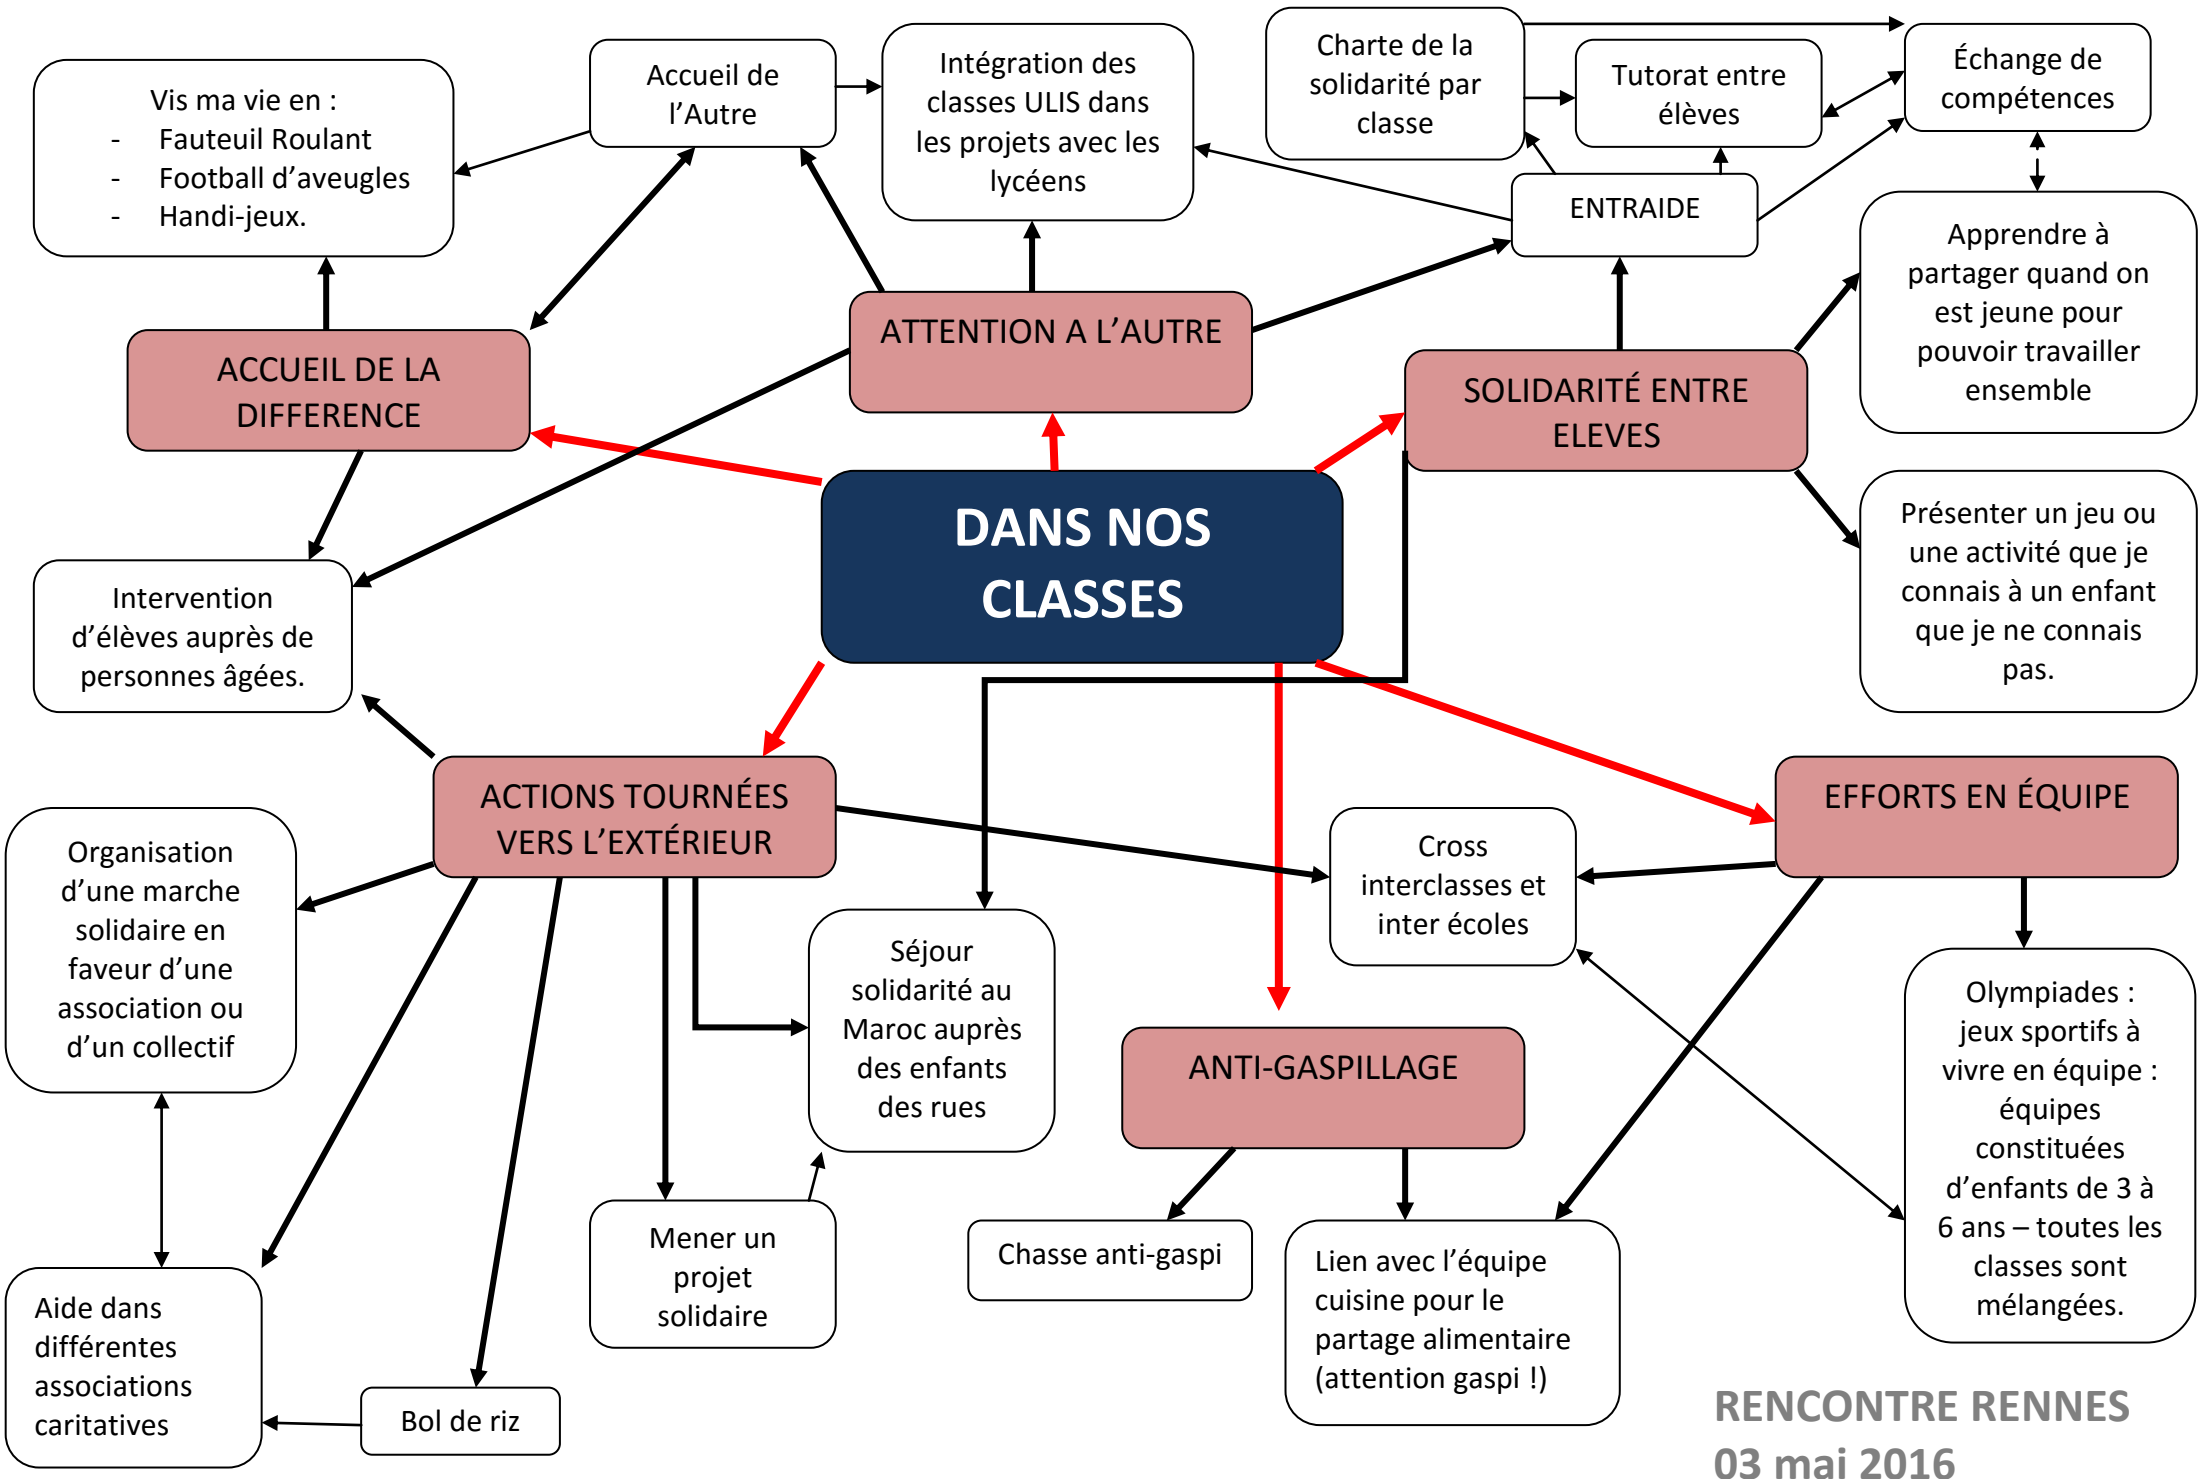 Vis ma vie en :
- Fauteuil Roulant
- Football d’aveugles
- Handi-jeux.
Accueil de
l’Autre
Intégration des
classes ULIS dans
les projets avec les
lycéens
Charte de la
solidarité par
classe
Tutorat entre
élèves
Échange de
compétences
ENTRAIDE
Apprendre à
partager quand on
est jeune pour
pouvoir travailler
ensemble
ACCUEIL DE LA
DIFFERENCE
ATTENTION A L’AUTRE
SOLIDARITÉ ENTRE
ELEVES
DANS NOS
CLASSES
Présenter un jeu ou
une activité que je
connais à un enfant
que je ne connais
pas.
Intervention
d’élèves auprès de
personnes âgées.
ACTIONS TOURNÉES
VERS L’EXTÉRIEUR
EFFORTS EN ÉQUIPE
Organisation
d’une marche
solidaire en
faveur d’une
association ou
d’un collectif
Cross
interclasses et
inter écoles
Séjour
solidarité au
Maroc auprès
des enfants
des rues
ANTI-GASPILLAGE
Olympiades :
jeux sportifs à
vivre en équipe :
équipes
constituées
d’enfants de 3 à
6 ans – toutes les
classes sont
mélangées.
Mener un
projet
solidaire
Chasse anti-gaspi
Lien avec l’équipe
cuisine pour le
partage alimentaire
(attention gaspi !)
Aide dans
différentes
associations
caritatives
Bol de riz
RENCONTRE RENNES
03 mai 2016